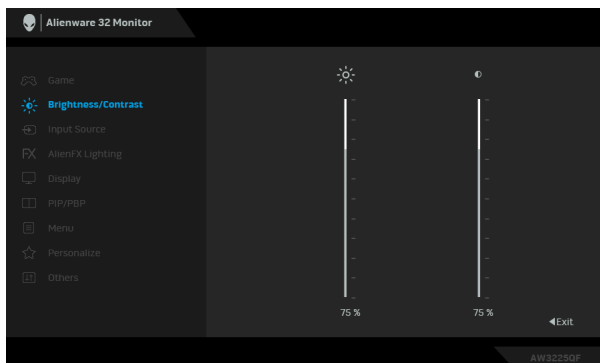 Alienware 32 Monitor
Game
Brightness/Contrast
Input Source
AlienFX Lighting
Display
PIP/PBP
Menu
Personalize
Others
75 % 75 %
Exit
AW3225QF